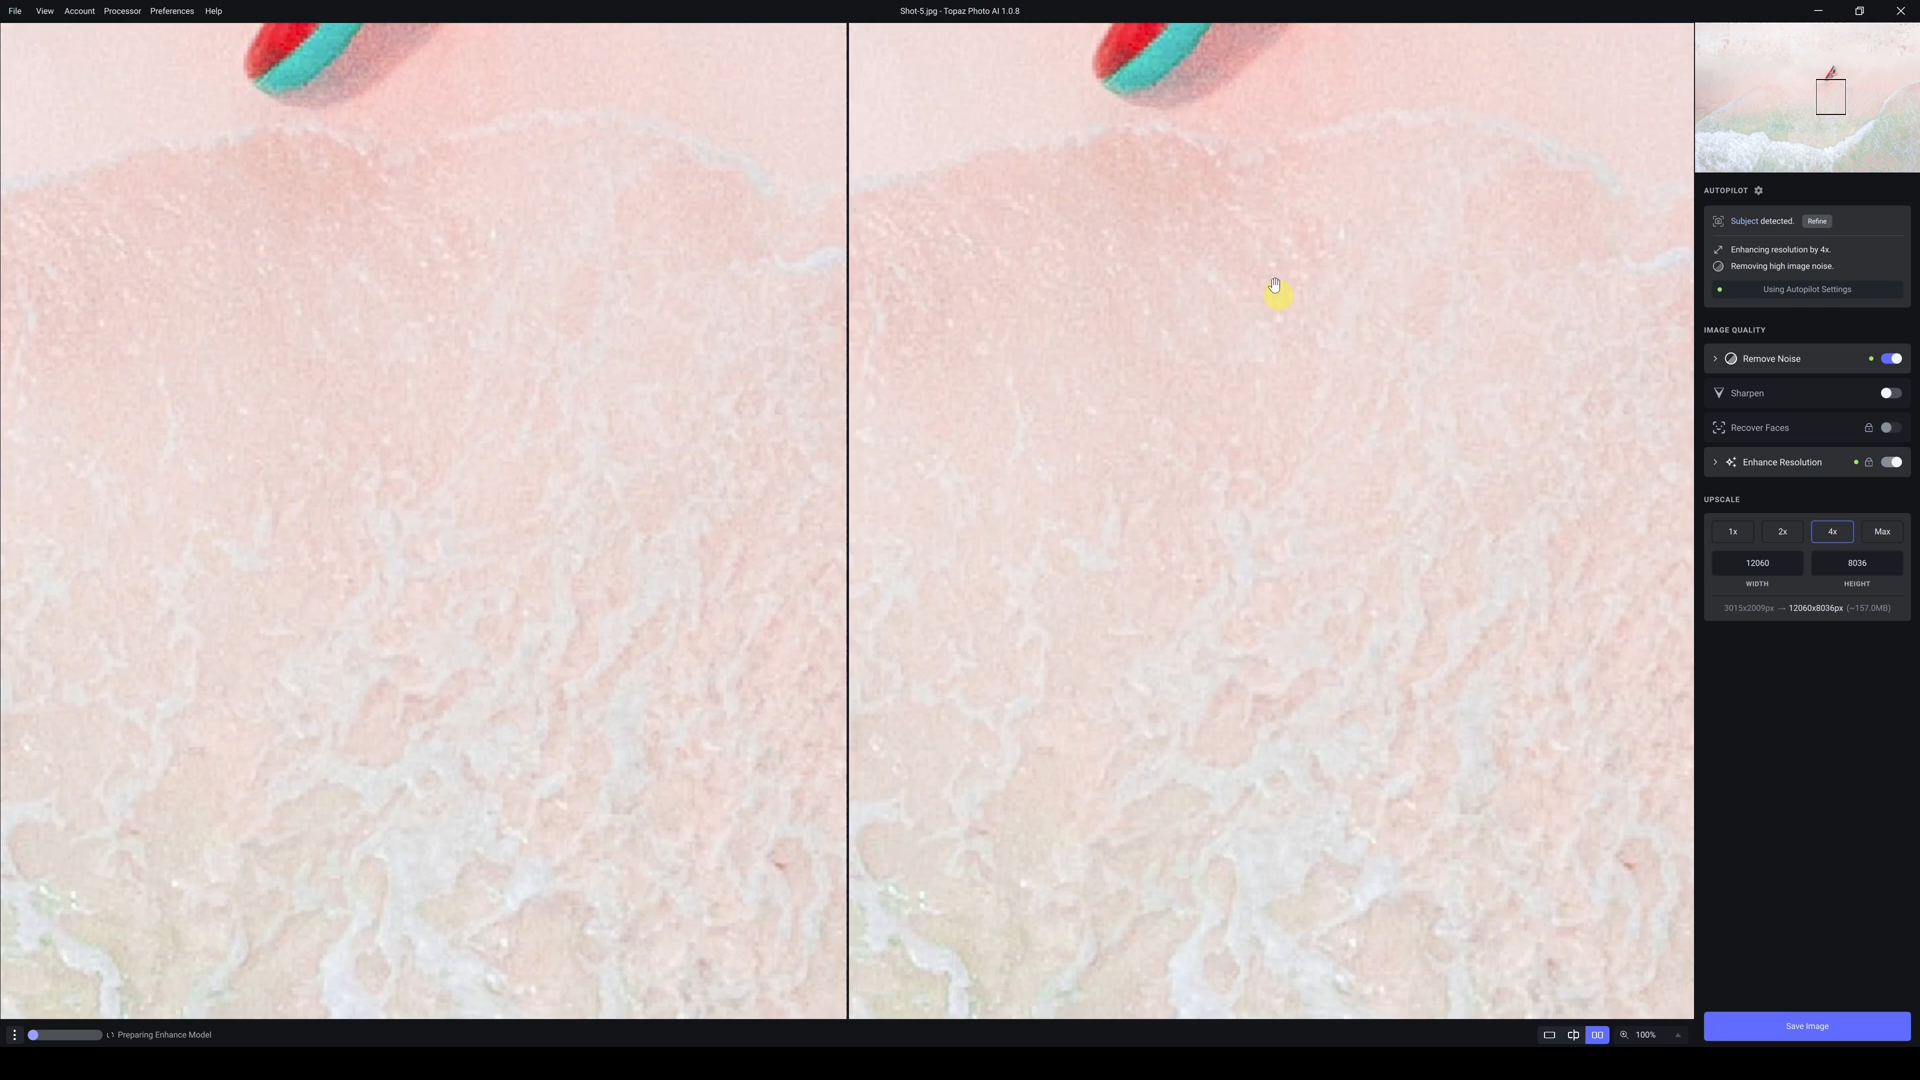 File View Account Processor Preferences Help
Shot-5.jpg - Topaz Photo AI 1.0.8
AUTOPILOT
Subject detected. Refine
Enhancing resolution by 4x.
Removing high image noise.
Using Autopilot Settings
IMAGE QUALITY
Remove Noise
Sharpen
Recover Faces
Enhance Resolution
UPSCALE
1x 2x 4x Max
12060 8036
WIDTH HEIGHT
3015x2009px → 12060x8036px (~157.0MB)
Save Image
Preparing Enhance Model
100%